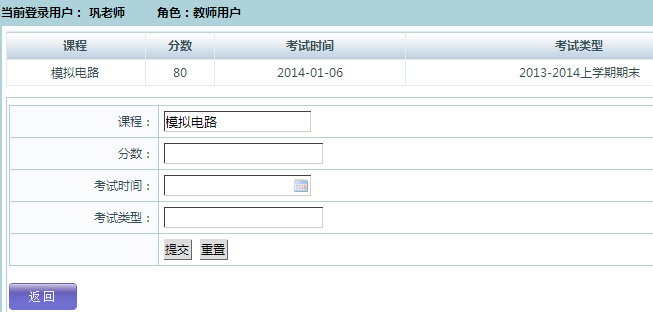 当前登录用户： 巩老师 角色：教师用户
课程 分数 考试时间 考试类型
模拟电路 80 2014-01-06 2013-2014上学期期末
课程： 模拟电路
分数：
考试时间：
考试类型：
提交 重置
返回